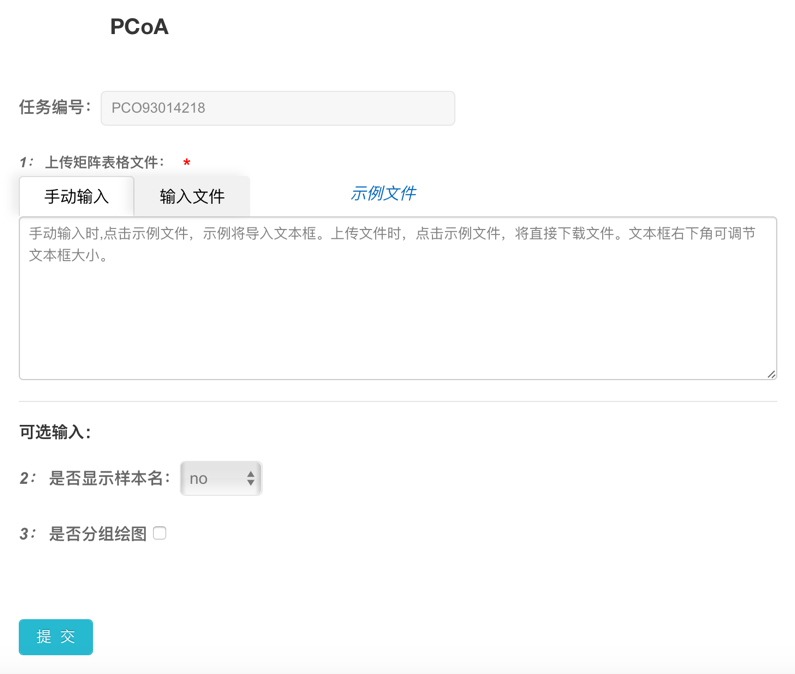 PCoA
任务编号： PCO93014218
1： 上传矩阵表格文件： *
手动输入 输入文件 示例文件
手动输入时,点击示例文件，示例将导入文本框。上传文件时，点击示例文件，将直接下载文件。文本框右下角可调节
文本框大小。
可选输入：
2： 是否显示样本名： no
3： 是否分组绘图
提 交